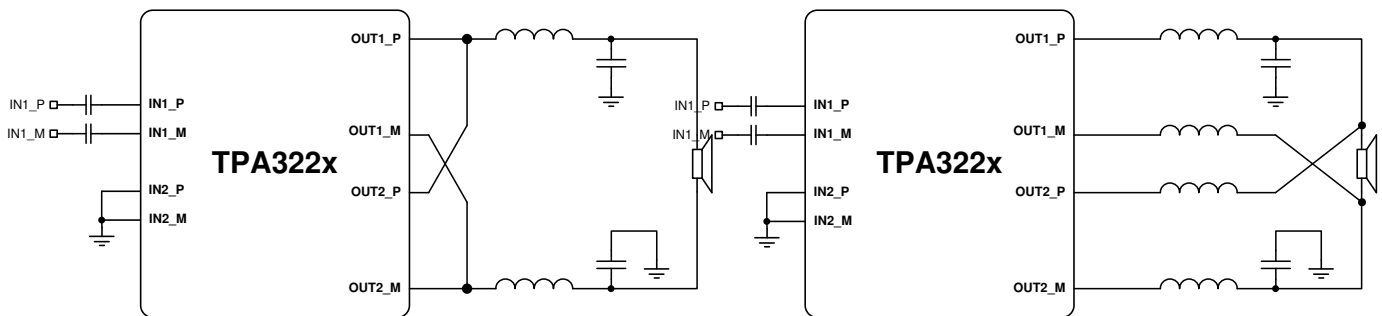 OUT1_P
IN1_P
IN1_P
IN1_M
IN1_M
OUT1_M
TPA322x
OUT2_P
IN2_P
IN2_M
OUT2_M
OUT1_P
IN1_P
IN1_P
IN1_M
IN1_M
OUT1_M
TPA322x
OUT2_P
IN2_P
IN2_M
OUT2_M